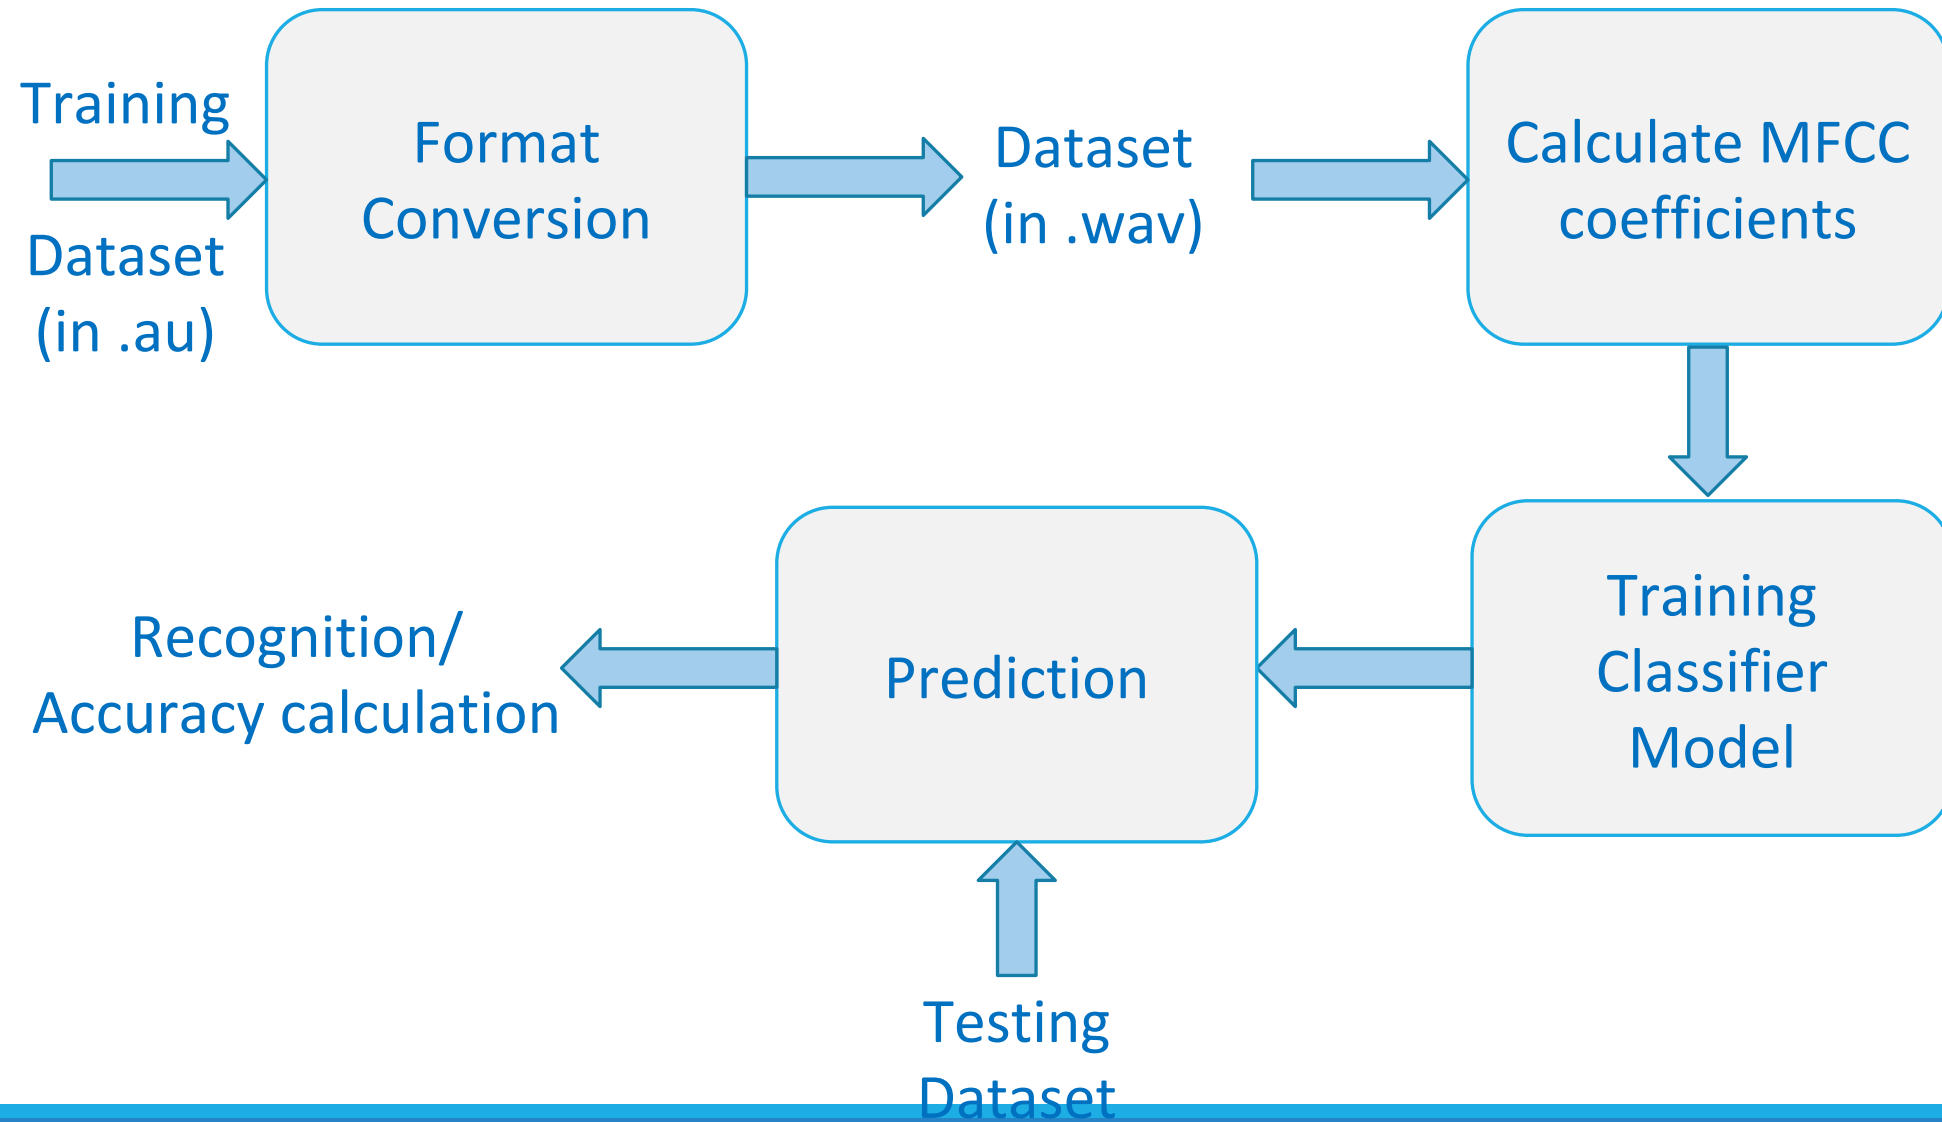 Training
Dataset
(in .au)
Format
Conversion
Dataset
(in .wav)
Calculate MFCC
coefficients
Training
Classifier
Model
Prediction
Recognition/
Accuracy calculation
Testing
Dataset